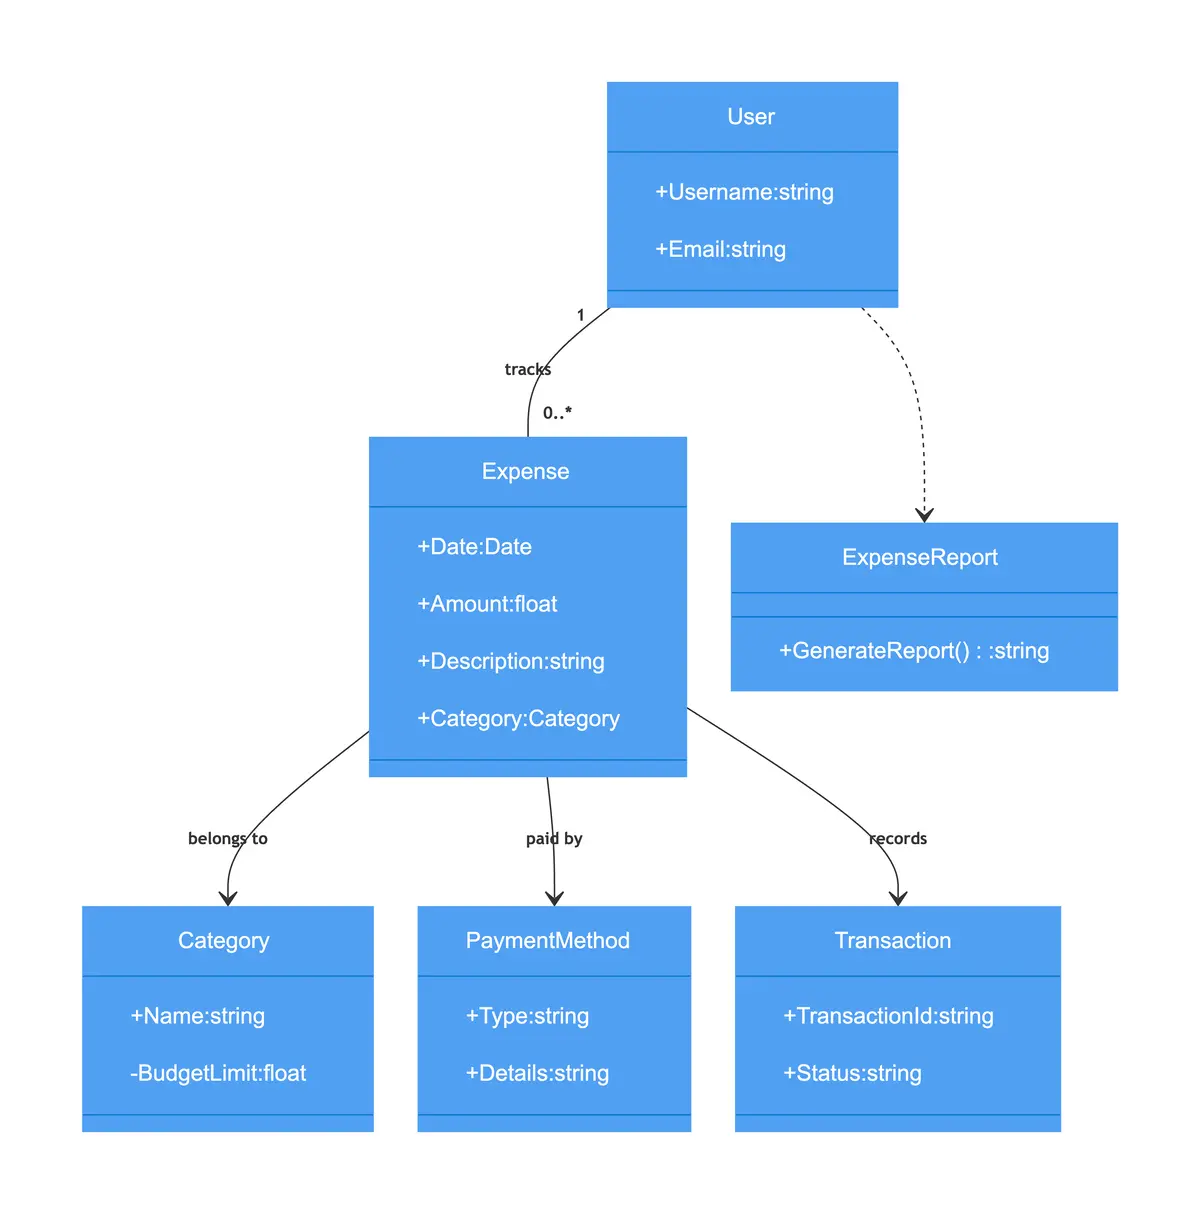 User
+Username:string
+Email:string
1
tracks
0..*
Expense
+Date:Date
+Amount:float
+Description:string
+Category:Category
ExpenseReport
+GenerateReport() : :string
belongs to
paid by
records
Category
+Name:string
-BudgetLimit:float
PaymentMethod
+Type:string
+Details:string
Transaction
+TransactionId:string
+Status:string